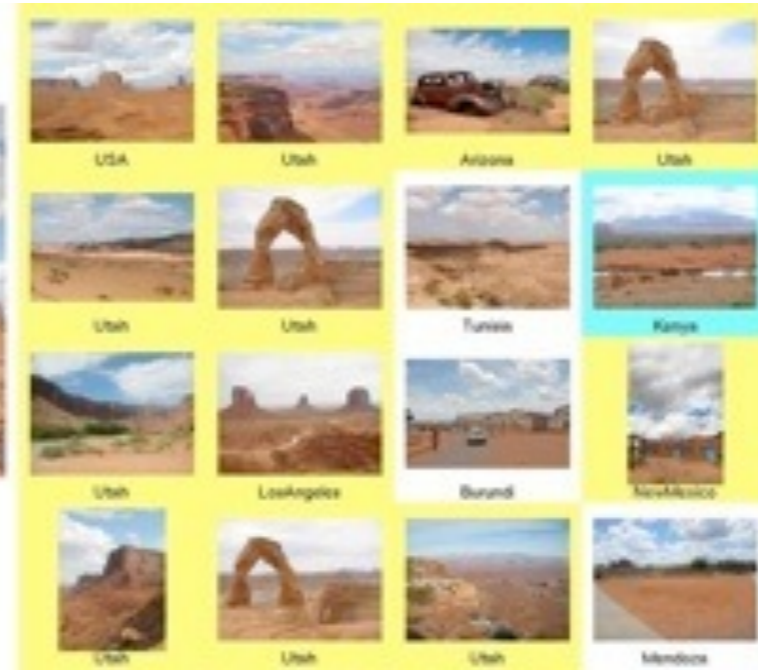 USA
Utah
Arizona
Utah
Utah
Utah
Tunisia
Kenya
Utah
LosAngeles
Burundi
NewMexico
Utah
Utah
Utah
Mendoza